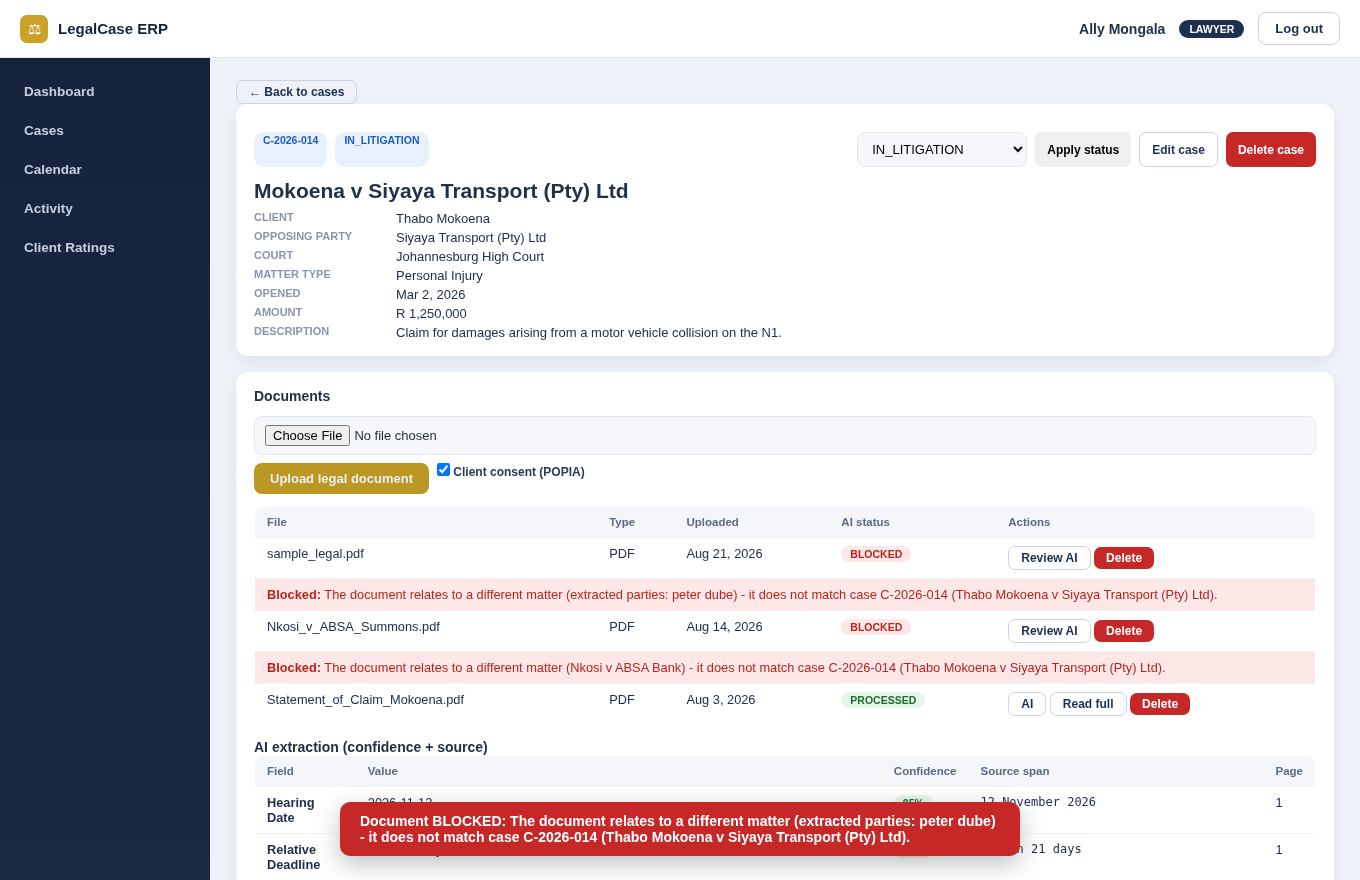 LegalCase ERP
Ally Mongala
LAWYER
Log out
Dashboard
Cases
Calendar
Activity
Client Ratings
← Back to cases
C-2026-014
IN_LITIGATION
IN_LITIGATION
Apply status
Edit case
Delete case
Mokoena v Siyaya Transport (Pty) Ltd
CLIENT Thabo Mokoena
OPPOSING PARTY Siyaya Transport (Pty) Ltd
COURT Johannesburg High Court
MATTER TYPE Personal Injury
OPENED Mar 2, 2026
AMOUNT R 1,250,000
DESCRIPTION Claim for damages arising from a motor vehicle collision on the N1.
Documents
Choose File No file chosen
Upload legal document
Client consent (POPIA)
File Type Uploaded AI status Actions
sample_legal.pdf PDF Aug 21, 2026 BLOCKED Review AI Delete
Blocked: The document relates to a different matter (extracted parties: peter dube) - it does not match case C-2026-014 (Thabo Mokoena v Siyaya Transport (Pty) Ltd).
Nkosi_v_ABSA_Summons.pdf PDF Aug 14, 2026 BLOCKED Review AI Delete
Blocked: The document relates to a different matter (Nkosi v ABSA Bank) - it does not match case C-2026-014 (Thabo Mokoena v Siyaya Transport (Pty) Ltd).
Statement_of_Claim_Mokoena.pdf PDF Aug 3, 2026 PROCESSED AI Read full Delete
AI extraction (confidence + source)
Field Value Confidence Source span Page
Hearing Date 2026-11-12 95% 12 November 2026 1
Relative Deadline 21 days 1
Document BLOCKED: The document relates to a different matter (extracted parties: peter dube)
- it does not match case C-2026-014 (Thabo Mokoena v Siyaya Transport (Pty) Ltd).